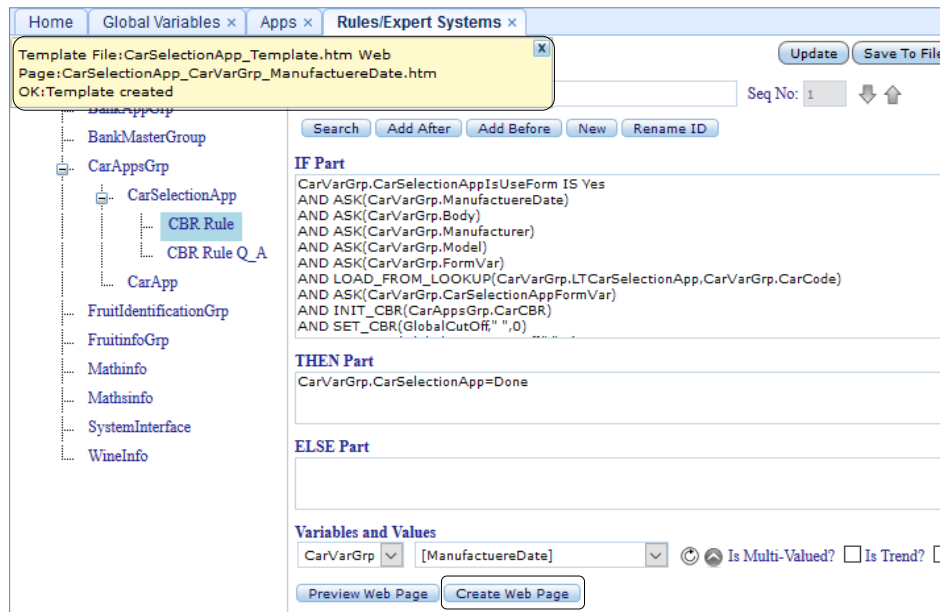 Home Global Variables × Apps × Rules/Expert Systems ×
Template File:CarSelectionApp_Template.htm Web
Page:CarSelectionApp_CarVarGrp_ManufactuereDate.htm
OK:Template created
X
Update Save To File
Seq No: 1
BankAppGrp
BankMasterGroup
CarAppsGrp
CarSelectionApp
CBR Rule
CBR Rule Q_A
CarApp
FruitIdentificationGrp
FruitinfoGrp
Mathinfo
Mathsinfo
SystemInterface
WineInfo
Search Add After Add Before New Rename ID
IF Part
CarVarGrp.CarSelectionAppIsUseForm IS Yes
AND ASK(CarVarGrp.ManufactuereDate)
AND ASK(CarVarGrp.Body)
AND ASK(CarVarGrp.Manufacturer)
AND ASK(CarVarGrp.Model)
AND ASK(CarVarGrp.FormVar)
AND LOAD_FROM_LOOKUP(CarVarGrp.LTCarSelectionApp,CarVarGrp.CarCode)
AND ASK(CarVarGrp.CarSelectionAppFormVar)
AND INIT_CBR(CarAppsGrp.CarCBR)
AND SET_CBR(GlobalCutOff," ",0)
THEN Part
CarVarGrp.CarSelectionApp=Done
ELSE Part
Variables and Values
CarVarGrp [ManufactuereDate] Is Multi-Valued? Is Trend?
Preview Web Page Create Web Page